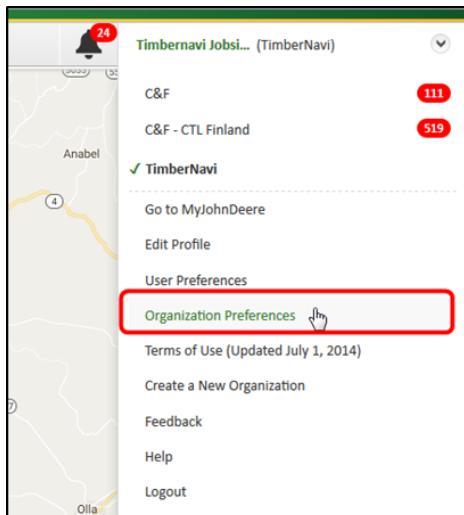 24
Timbernavi Jobsi... (TimberNavi)
C&F 111
C&F - CTL Finland 519
Anabel
✓ TimberNavi
4
Go to MyJohnDeere
Edit Profile
User Preferences
Organization Preferences
Terms of Use (Updated July 1, 2014)
Create a New Organization
Feedback
Help
Logout
Olla